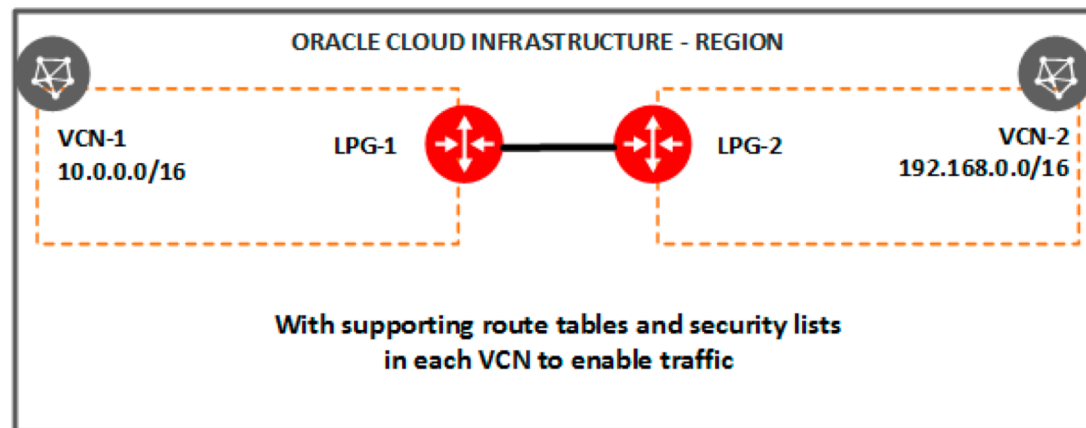 ORACLE CLOUD INFRASTRUCTURE - REGION
VCN-1
10.0.0.0/16
LPG-1
LPG-2
VCN-2
192.168.0.0/16
With supporting route tables and security lists
in each VCN to enable traffic